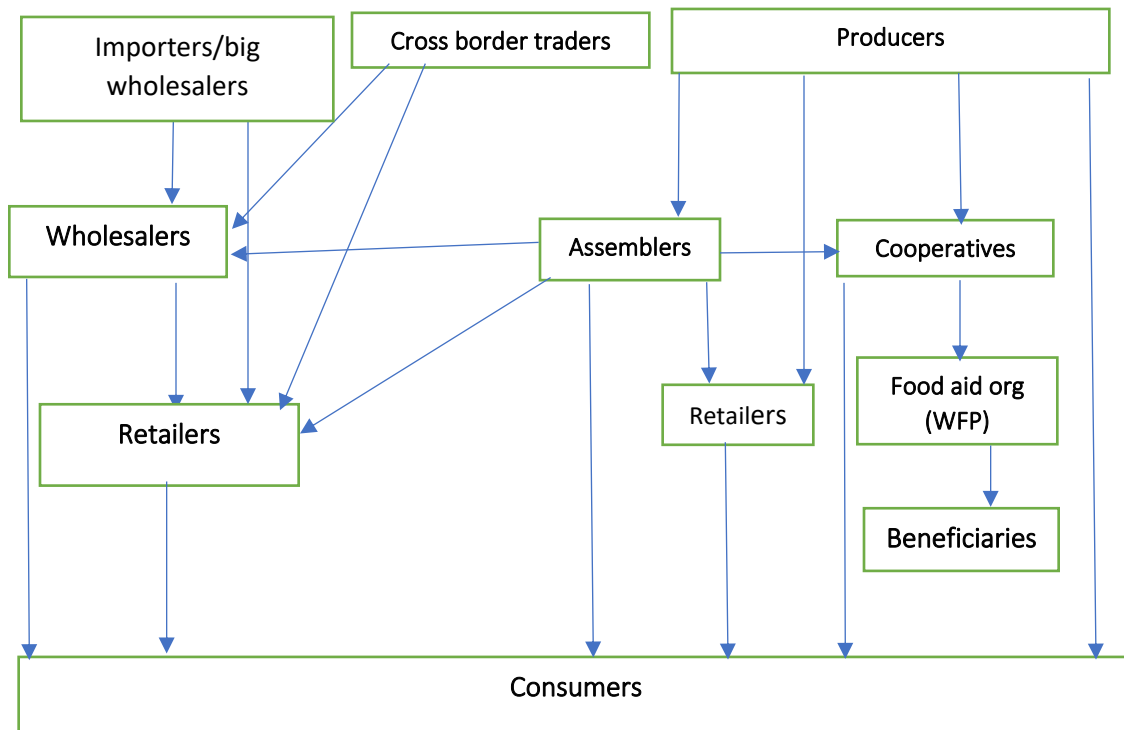 Importers/big
wholesalers
Cross border traders
Producers
Wholesalers
Assemblers
Cooperatives
Retailers
Retailers
Food aid org
(WFP)
Beneficiaries
Consumers